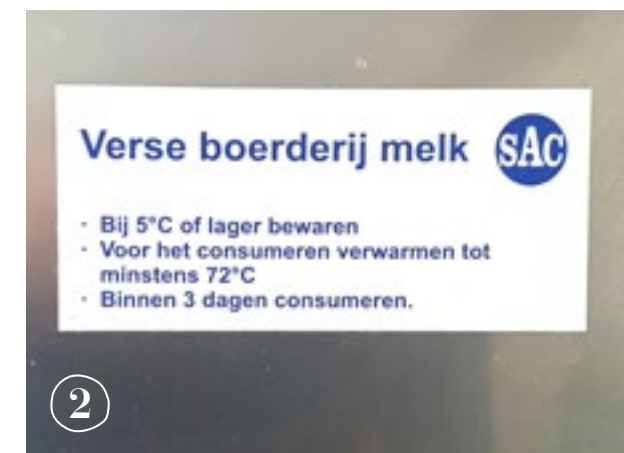 Verse boerderij melk SAC
· Bij 5°C of lager bewaren
· Voor het consumeren verwarmen tot
minstens 72°C
· Binnen 3 dagen consumeren.
2